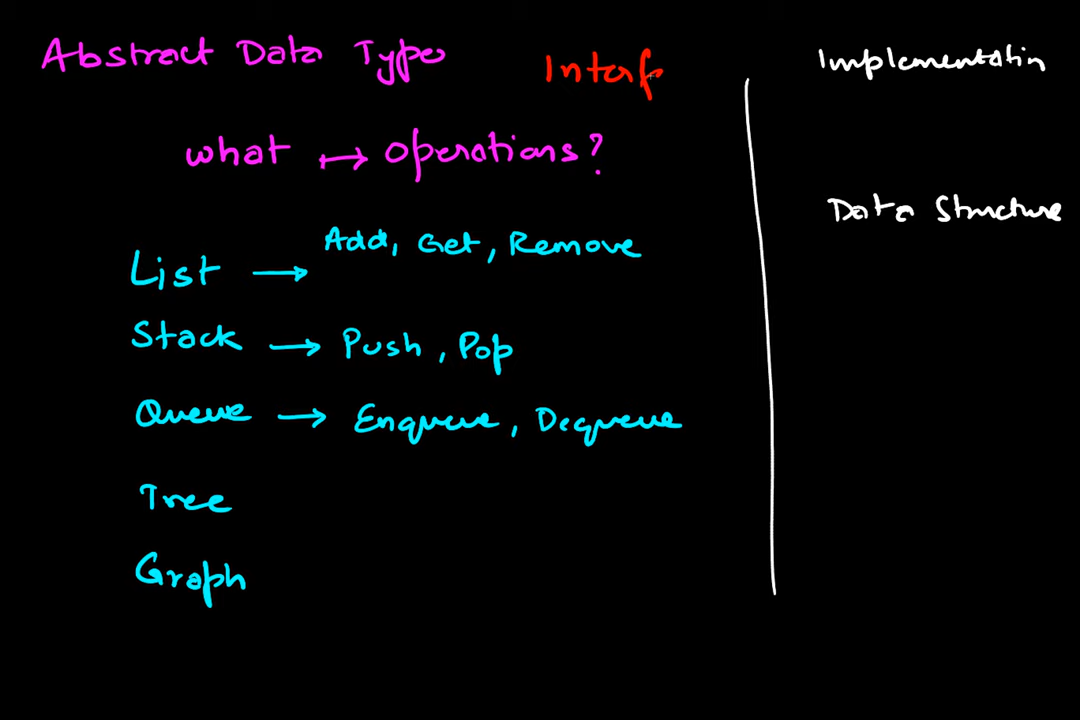 Abstract Data Type
Interf
Implementatin
what → operations?
Data Structure
List → Add, Get, Remove
Stack → Push, Pop
Queue → Enqueue, Dequeue
Tree
Graph